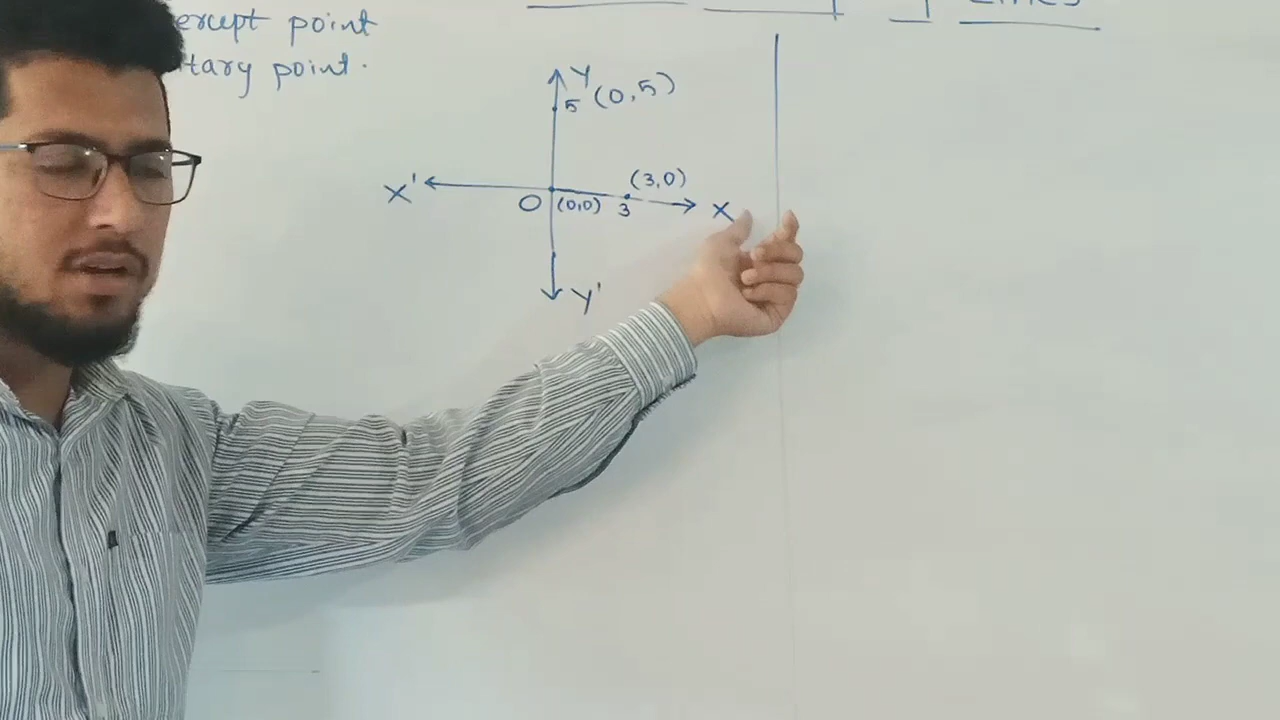 point
point.
Y
5 (0,5)
(3,0)
X'
O (0,0) 3 X
Y'